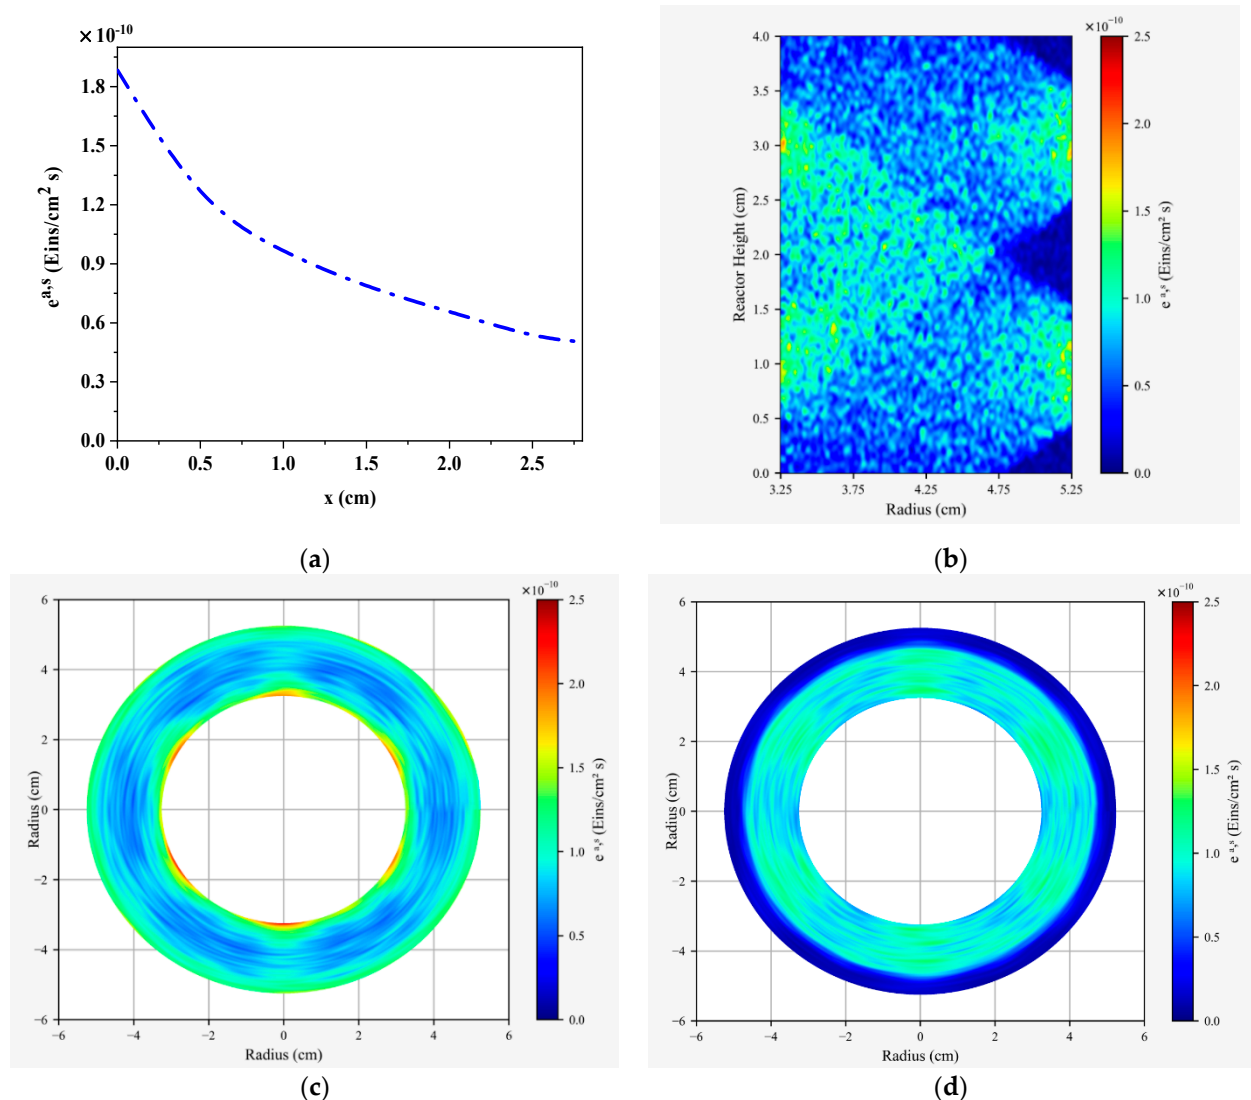 ×10⁻¹⁰
1.8
1.5
1.2
0.9
0.6
0.3
0.0
e^a,s (Eins/cm² s)
0.0 0.5 1.0 1.5 2.0 2.5
x (cm)
(a)
×10⁻¹⁰
4.0
3.5
3.0
2.5
2.0
1.5
1.0
0.5
0.0
Reactor Height (cm)
3.25 3.75 4.25 4.75 5.25
Radius (cm)
2.5
2.0
1.5
1.0
0.5
0.0
e^a,s (Eins/cm² s)
(b)
×10⁻¹⁰
6
4
2
0
−2
−4
−6
Radius (cm)
−6 −4 −2 0 2 4 6
Radius (cm)
2.5
2.0
1.5
1.0
0.5
0.0
e^a,s (Eins/cm² s)
(c)
×10⁻¹⁰
6
4
2
0
−2
−4
−6
Radius (cm)
−6 −4 −2 0 2 4 6
Radius (cm)
2.5
2.0
1.5
1.0
0.5
0.0
e^a,s (Eins/cm² s)
(d)